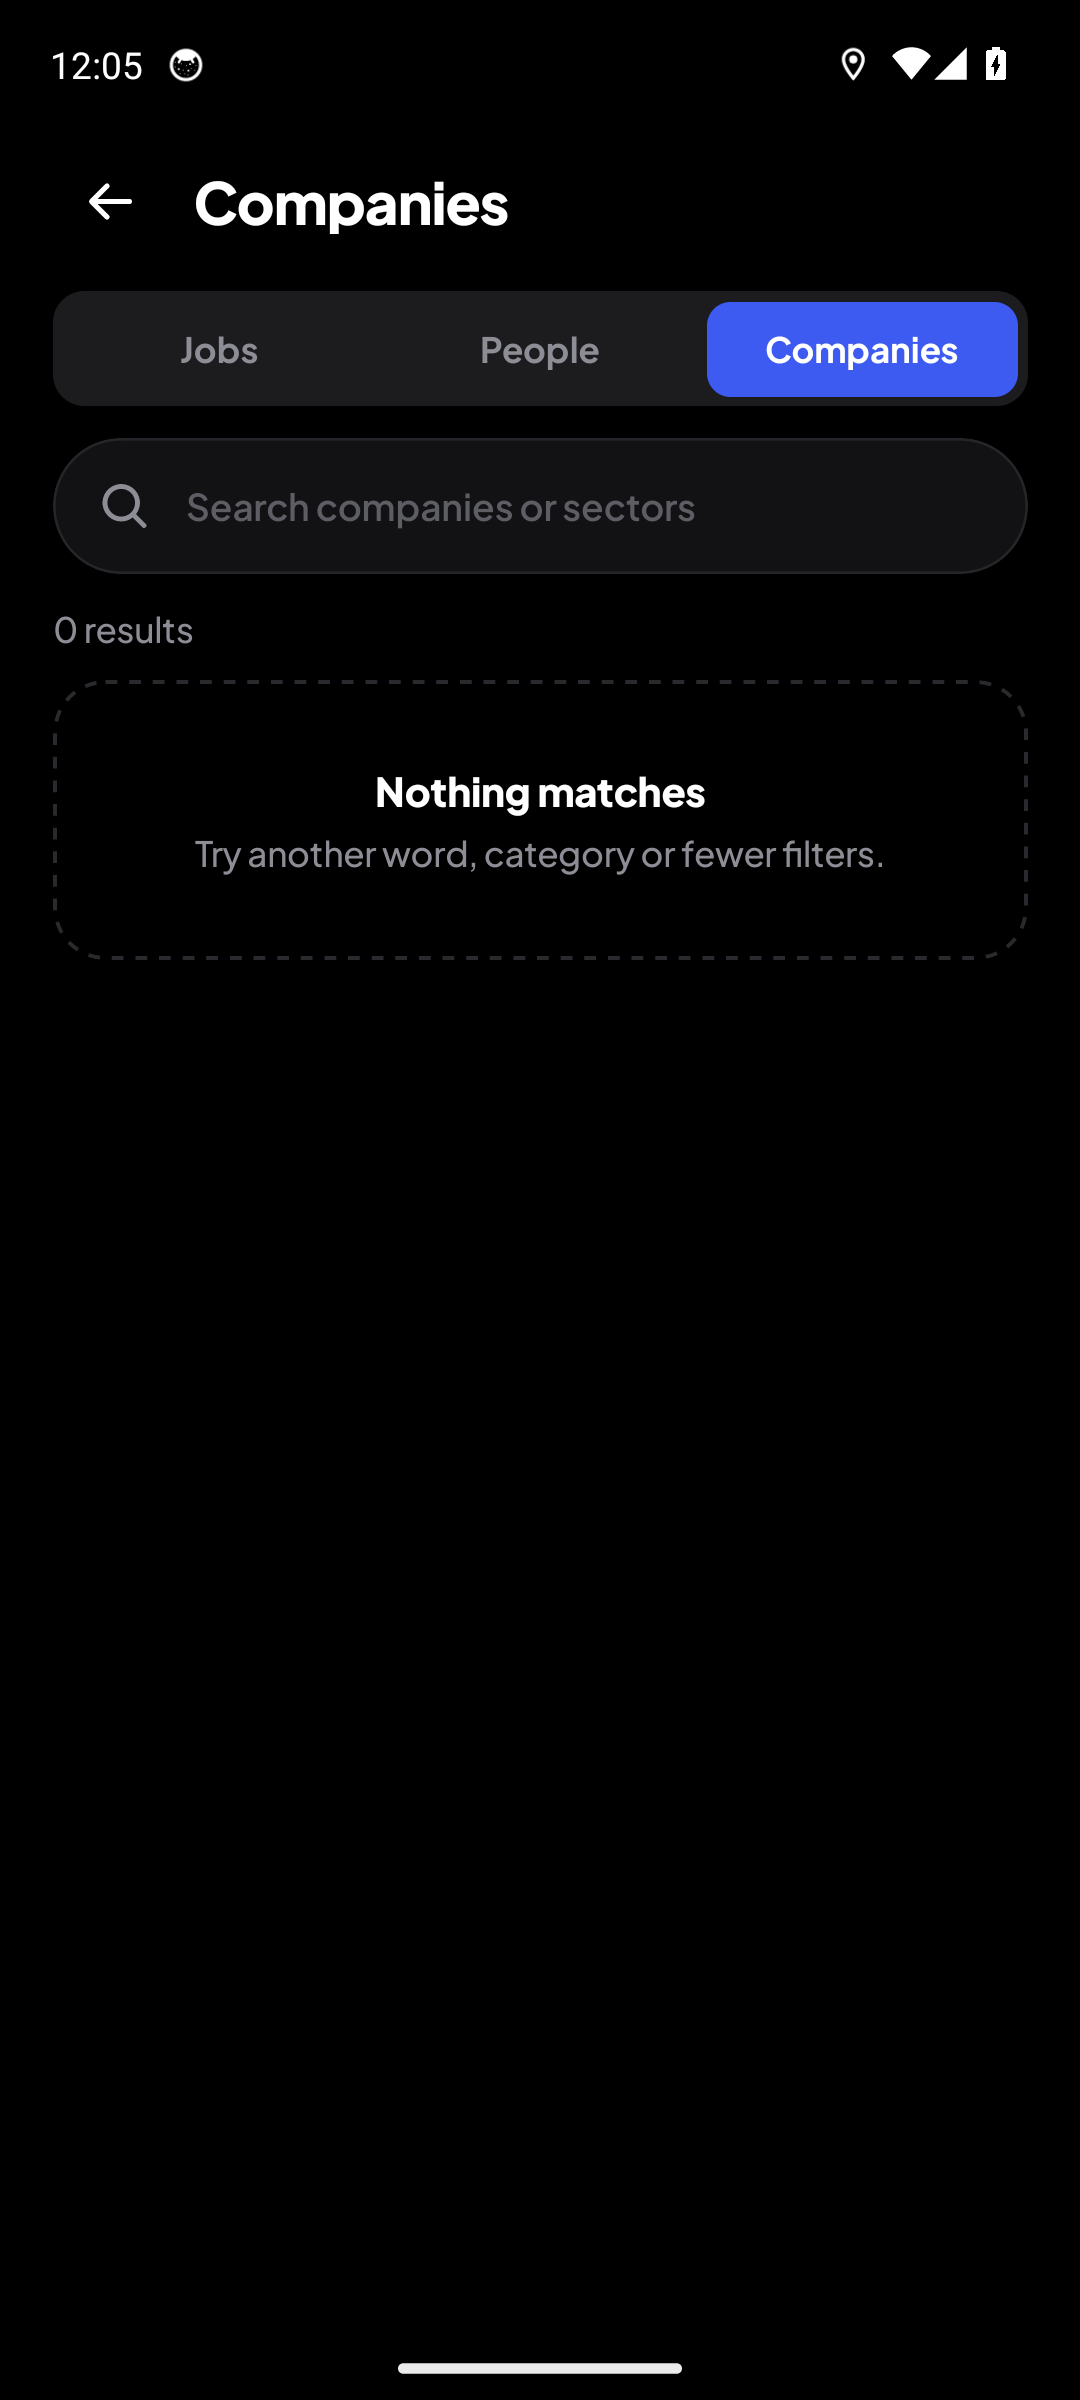 12:05
Companies
Jobs
People
Companies
Search companies or sectors
0 results
Nothing matches
Try another word, category or fewer filters.